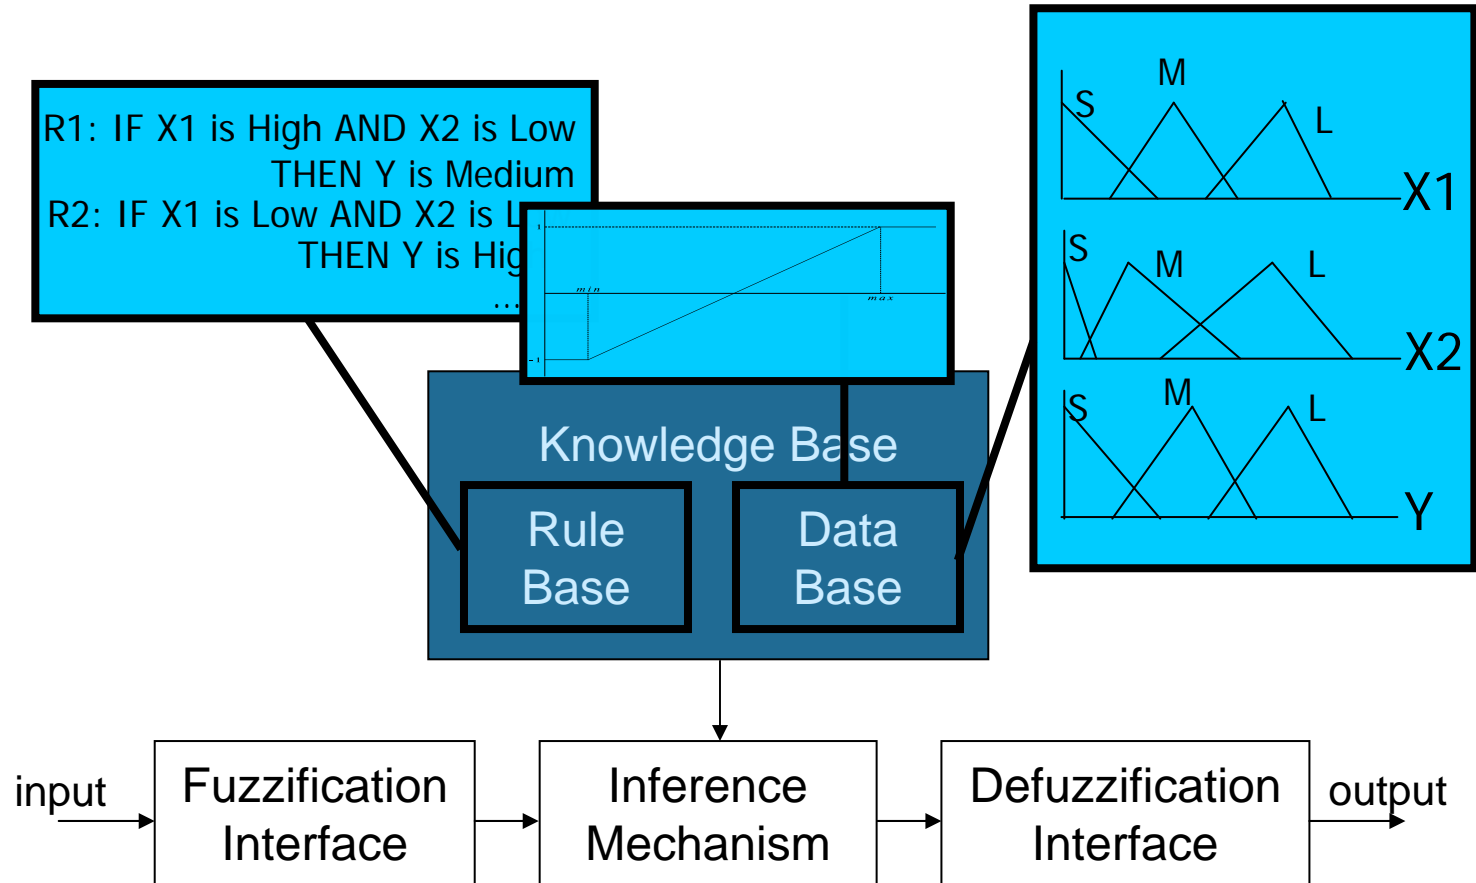 R1: IF X1 is High AND X2 is Low
THEN Y is Medium
R2: IF X1 is Low AND X2 is
THEN Y is
...
1
min
max
-1
S
M
L
X1
S
M
L
X2
S
M
L
Y
Knowledge Base
Rule
Base
Data
Base
input
Fuzzification
Interface
Inference
Mechanism
Defuzzification
Interface
output